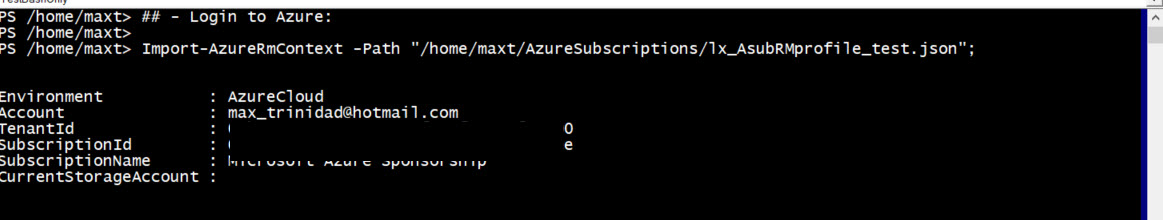 PS /home/maxt> ## - Login to Azure:
PS /home/maxt>
PS /home/maxt> Import-AzureRmContext -Path "/home/maxt/AzureSubscriptions/lx_AsubRMprofile_test.json";
Environment : AzureCloud
Account : max_trinidad@hotmail.com
TenantId : 0
SubscriptionId : e
SubscriptionName : Microsoft Azure Sponsorship
CurrentStorageAccount :